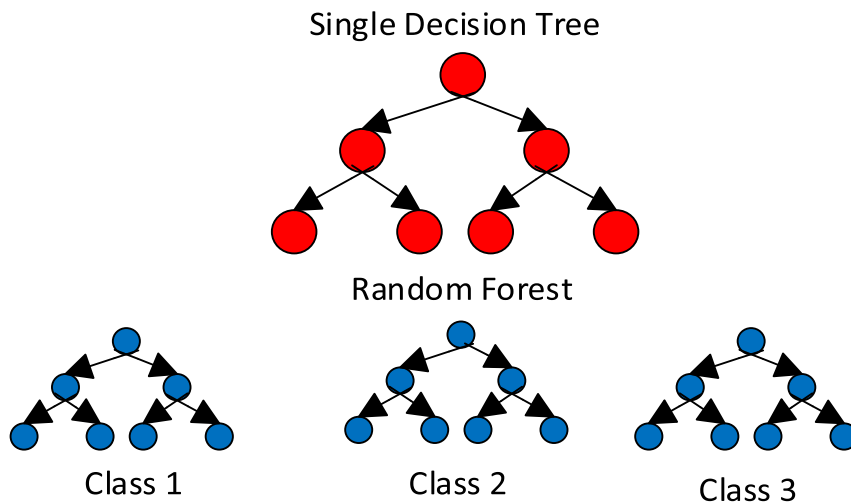 Single Decision Tree
Random Forest
Class 1
Class 2
Class 3